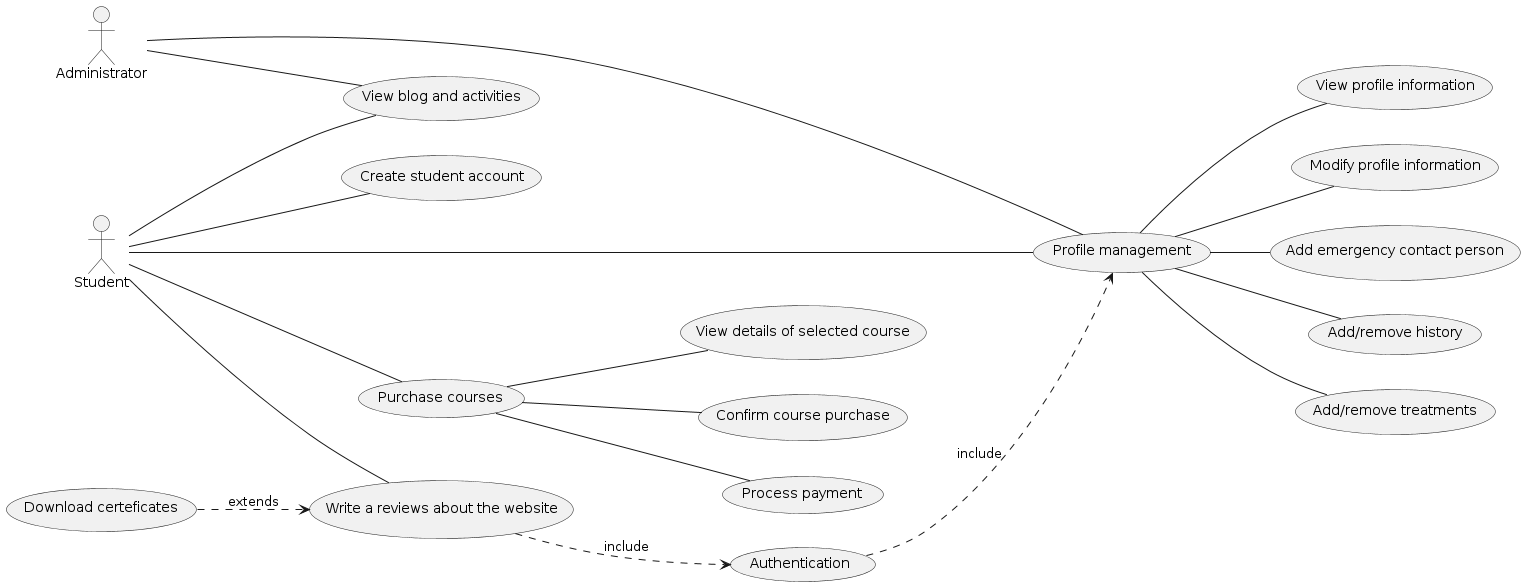 Administrator
View blog and activities
Create student account
Student
Purchase courses
Download certeficates
extends
Write a reviews about the website
include
Authentication
View details of selected course
Confirm course purchase
Process payment
include
Profile management
View profile information
Modify profile information
Add emergency contact person
Add/remove history
Add/remove treatments